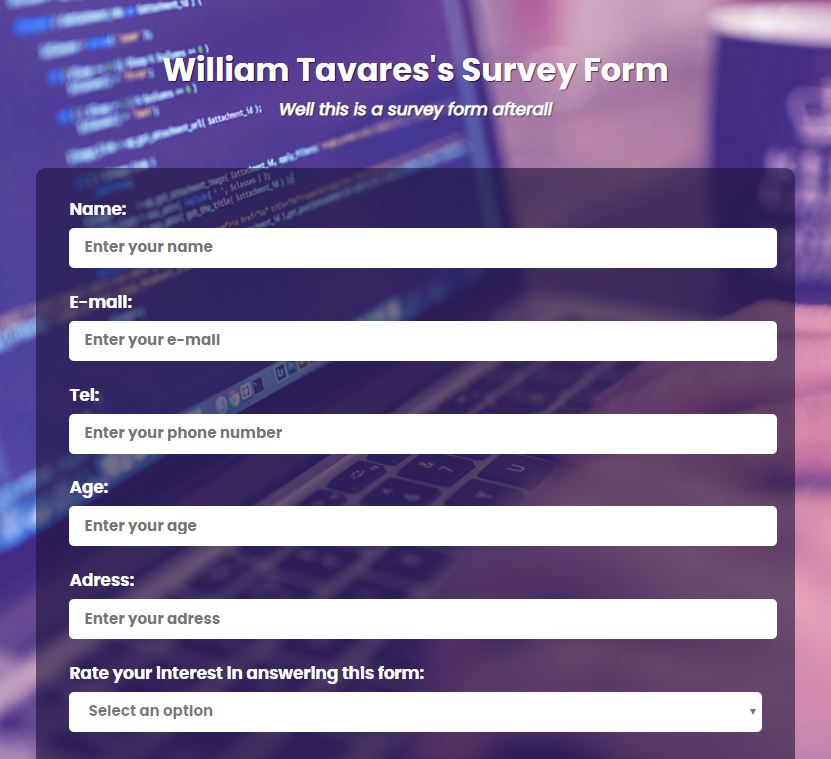 William Tavares's Survey Form
Well this is a survey form afterall
Name:
Enter your name
E-mail:
Enter your e-mail
Tel:
Enter your phone number
Age:
Enter your age
Adress:
Enter your adress
Rate your interest in answering this form:
Select an option